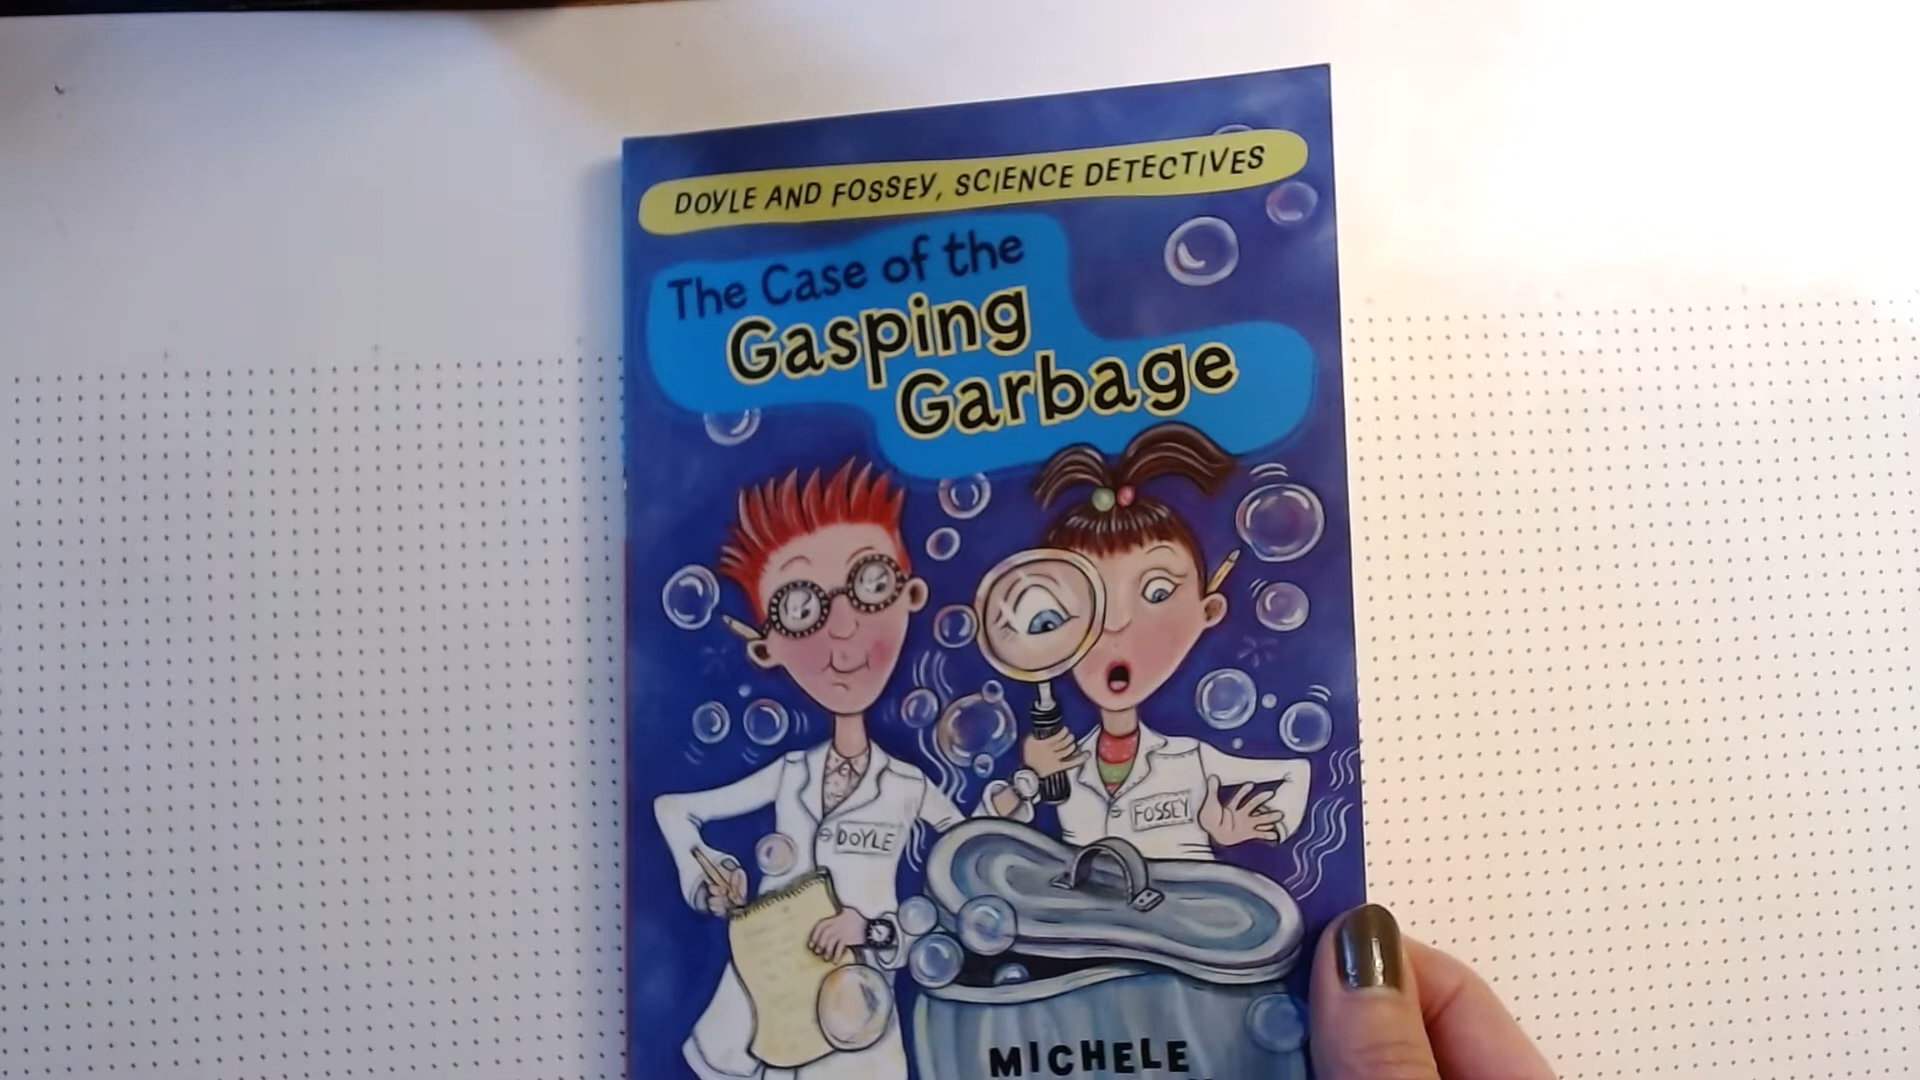 DOYLE AND FOSSEY, SCIENCE DETECTIVES
The Case of the
Gasping
Garbage
DOYLE
FOSSEY
MICHELE